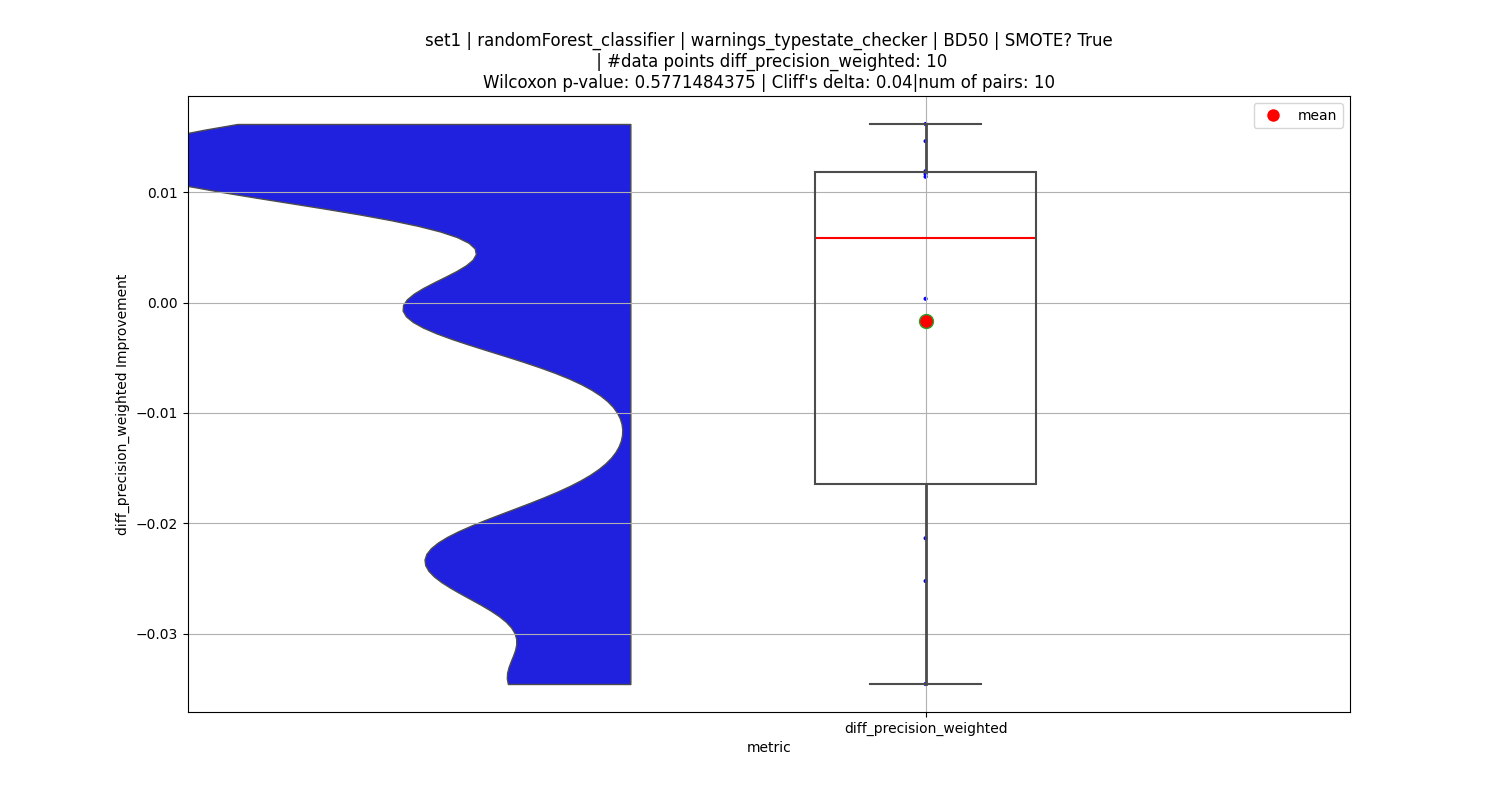 set1 | randomForest_classifier | warnings_typestate_checker | BD50 | SMOTE? True
| #data points diff_precision_weighted: 10
Wilcoxon p-value: 0.5771484375 | Cliff's delta: 0.04|num of pairs: 10
mean
0.01
0.00
−0.01
−0.02
−0.03
diff_precision_weighted Improvement
diff_precision_weighted
metric